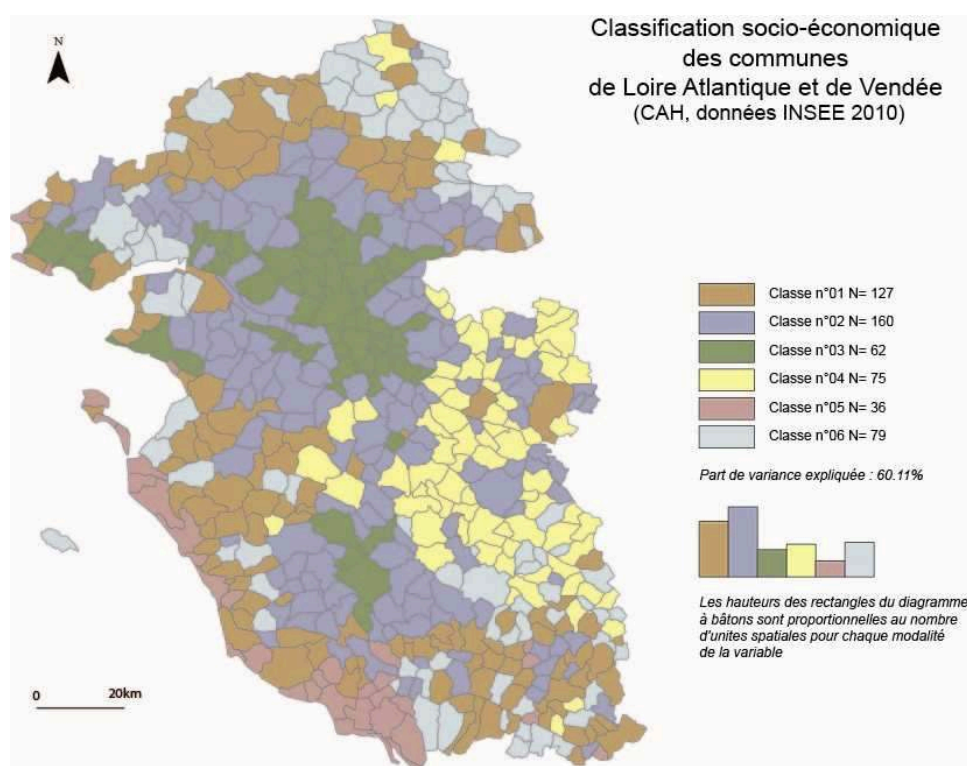 Classification socio-économique
des communes
de Loire Atlantique et de Vendée
(CAH, données INSEE 2010)
N
Classe n°01 N= 127
Classe n°02 N= 160
Classe n°03 N= 62
Classe n°04 N= 75
Classe n°05 N= 36
Classe n°06 N= 79
Part de variance expliquée : 60.11%
Les hauteurs des rectangles du diagramme
à bâtons sont proportionnelles au nombre
d'unites spatiales pour chaque modalité
de la variable
0 20km